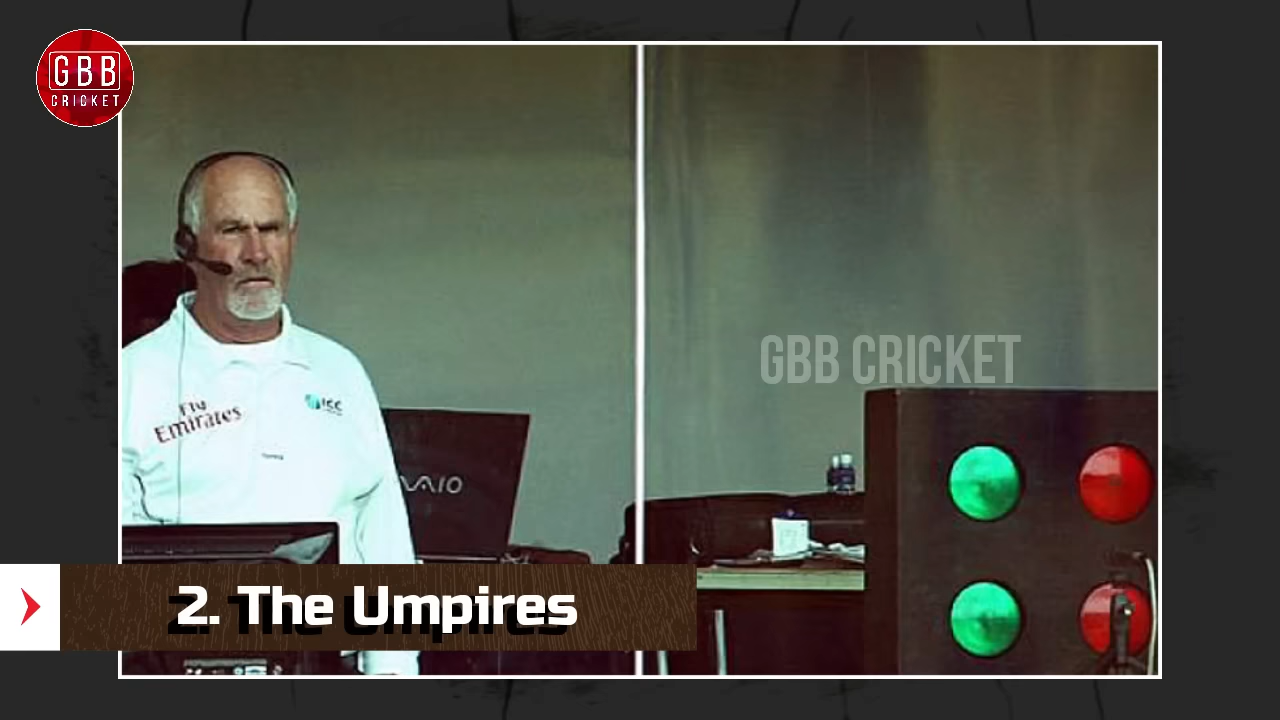 GBB
CRICKET
GBB CRICKET
Fly
Emirates
ICC
VAIO
2. The Umpires